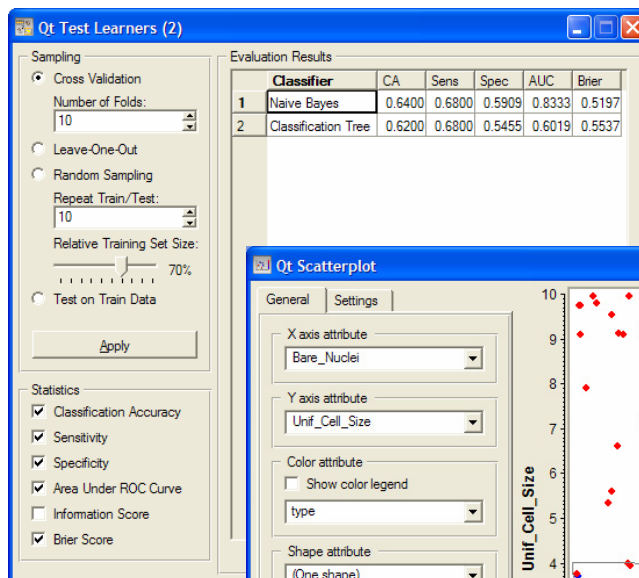 Qt Test Learners (2)
Sampling
Cross Validation
Number of Folds:
10
Leave-One-Out
Random Sampling
Repeat Train/Test:
10
Relative Training Set Size:
70%
Test on Train Data
Apply
Statistics
Classification Accuracy
Sensitivity
Specificity
Area Under ROC Curve
Information Score
Brier Score
Evaluation Results
Classifier CA Sens Spec AUC Brier
1 Naive Bayes 0.6400 0.6800 0.5909 0.8333 0.5197
2 Classification Tree 0.6200 0.6800 0.5455 0.6019 0.5537
Qt Scatterplot
General Settings
X axis attribute
Bare_Nuclei
Y axis attribute
Unif_Cell_Size
Color attribute
Show color legend
type
Shape attribute
(One shape)
10
9
8
7
6
5
4
Unif_Cell_Size